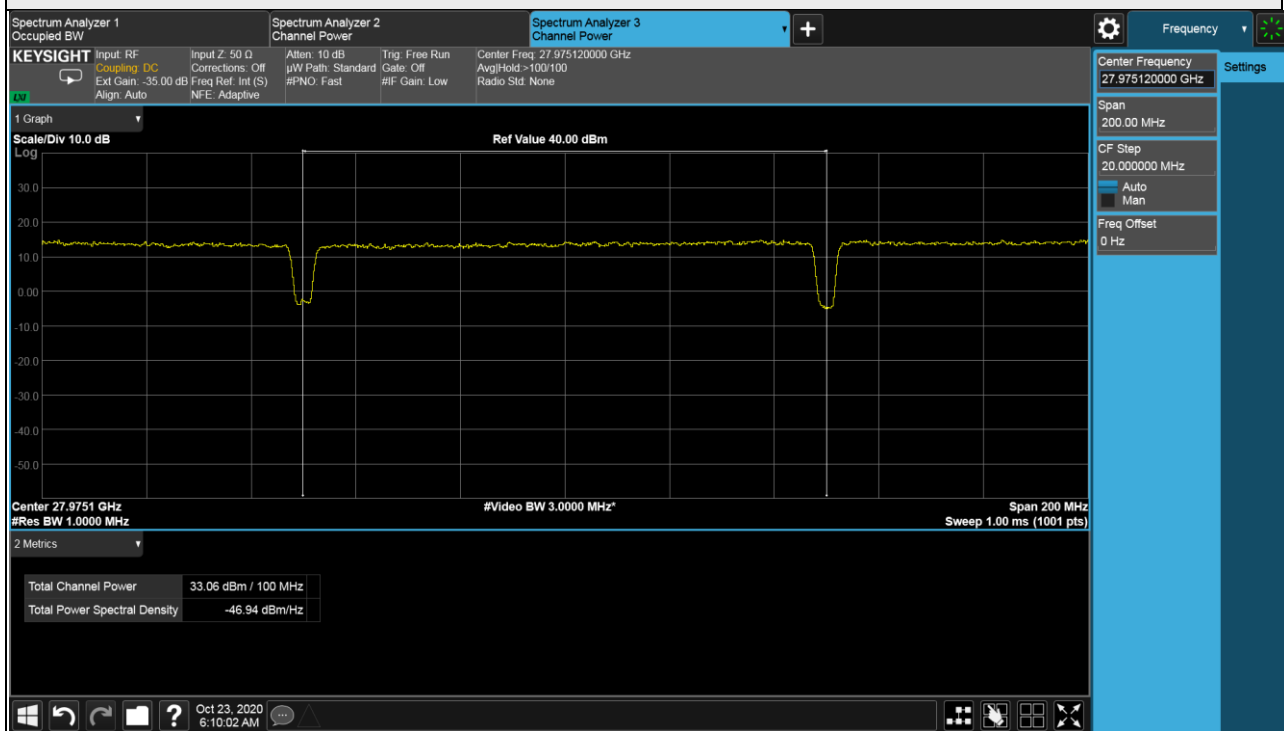 Spectrum Analyzer 1
Occupied BW
Spectrum Analyzer 2
Channel Power
Spectrum Analyzer 3
Channel Power
+
Frequency
KEYSIGHT
Input: RF
Coupling: DC
Ext Gain: -35.00 dB
Align: Auto
Input Z: 50 Ω
Corrections: Off
Freq Ref: Int (S)
NFE: Adaptive
Atten: 10 dB
µW Path: Standard
#PNO: Fast
Trig: Free Run
Gate: Off
#IF Gain: Low
Center Freq: 27.975120000 GHz
Avg|Hold:>100/100
Radio Std: None
LXI
Center Frequency
27.975120000 GHz
Settings
Span
200.00 MHz
CF Step
20.000000 MHz
Auto
Man
Freq Offset
0 Hz
1 Graph
Scale/Div 10.0 dB
Ref Value 40.00 dBm
Log
30.0
20.0
10.0
0.00
-10.0
-20.0
-30.0
-40.0
-50.0
Center 27.9751 GHz
#Video BW 3.0000 MHz*
Span 200 MHz
#Res BW 1.0000 MHz
Sweep 1.00 ms (1001 pts)
2 Metrics
Total Channel Power 33.06 dBm / 100 MHz
Total Power Spectral Density -46.94 dBm/Hz
?
Oct 23, 2020
6:10:02 AM